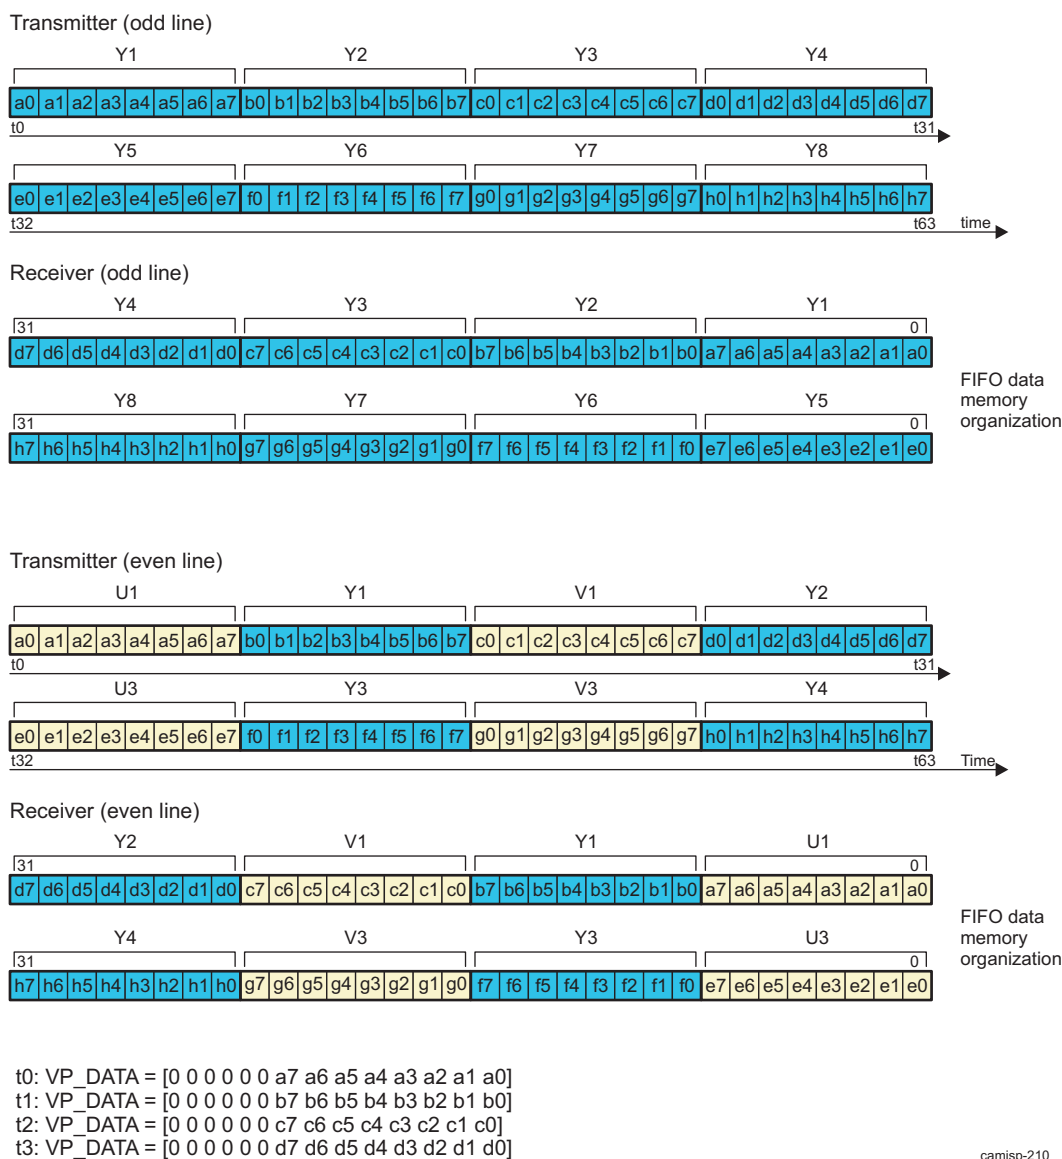 Transmitter (odd line)
Y1 Y2 Y3 Y4
a0 a1 a2 a3 a4 a5 a6 a7 b0 b1 b2 b3 b4 b5 b6 b7 c0 c1 c2 c3 c4 c5 c6 c7 d0 d1 d2 d3 d4 d5 d6 d7
t0 t31
Y5 Y6 Y7 Y8
e0 e1 e2 e3 e4 e5 e6 e7 f0 f1 f2 f3 f4 f5 f6 f7 g0 g1 g2 g3 g4 g5 g6 g7 h0 h1 h2 h3 h4 h5 h6 h7
t32 t63 time
Receiver (odd line)
Y4 Y3 Y2 Y1
31 0
d7 d6 d5 d4 d3 d2 d1 d0 c7 c6 c5 c4 c3 c2 c1 c0 b7 b6 b5 b4 b3 b2 b1 b0 a7 a6 a5 a4 a3 a2 a1 a0
FIFO data
memory
organization
Y8 Y7 Y6 Y5
31 0
h7 h6 h5 h4 h3 h2 h1 h0 g7 g6 g5 g4 g3 g2 g1 g0 f7 f6 f5 f4 f3 f2 f1 f0 e7 e6 e5 e4 e3 e2 e1 e0
Transmitter (even line)
U1 Y1 V1 Y2
a0 a1 a2 a3 a4 a5 a6 a7 b0 b1 b2 b3 b4 b5 b6 b7 c0 c1 c2 c3 c4 c5 c6 c7 d0 d1 d2 d3 d4 d5 d6 d7
t0 t31
U3 Y3 V3 Y4
e0 e1 e2 e3 e4 e5 e6 e7 f0 f1 f2 f3 f4 f5 f6 f7 g0 g1 g2 g3 g4 g5 g6 g7 h0 h1 h2 h3 h4 h5 h6 h7
t32 t63 Time
Receiver (even line)
Y2 V1 Y1 U1
31 0
d7 d6 d5 d4 d3 d2 d1 d0 c7 c6 c5 c4 c3 c2 c1 c0 b7 b6 b5 b4 b3 b2 b1 b0 a7 a6 a5 a4 a3 a2 a1 a0
FIFO data
memory
organization
Y4 V3 Y3 U3
31 0
h7 h6 h5 h4 h3 h2 h1 h0 g7 g6 g5 g4 g3 g2 g1 g0 f7 f6 f5 f4 f3 f2 f1 f0 e7 e6 e5 e4 e3 e2 e1 e0
t0: VP_DATA = [0 0 0 0 0 0 a7 a6 a5 a4 a3 a2 a1 a0]
t1: VP_DATA = [0 0 0 0 0 0 b7 b6 b5 b4 b3 b2 b1 b0]
t2: VP_DATA = [0 0 0 0 0 0 c7 c6 c5 c4 c3 c2 c1 c0]
t3: VP_DATA = [0 0 0 0 0 0 d7 d6 d5 d4 d3 d2 d1 d0]
camisp-210